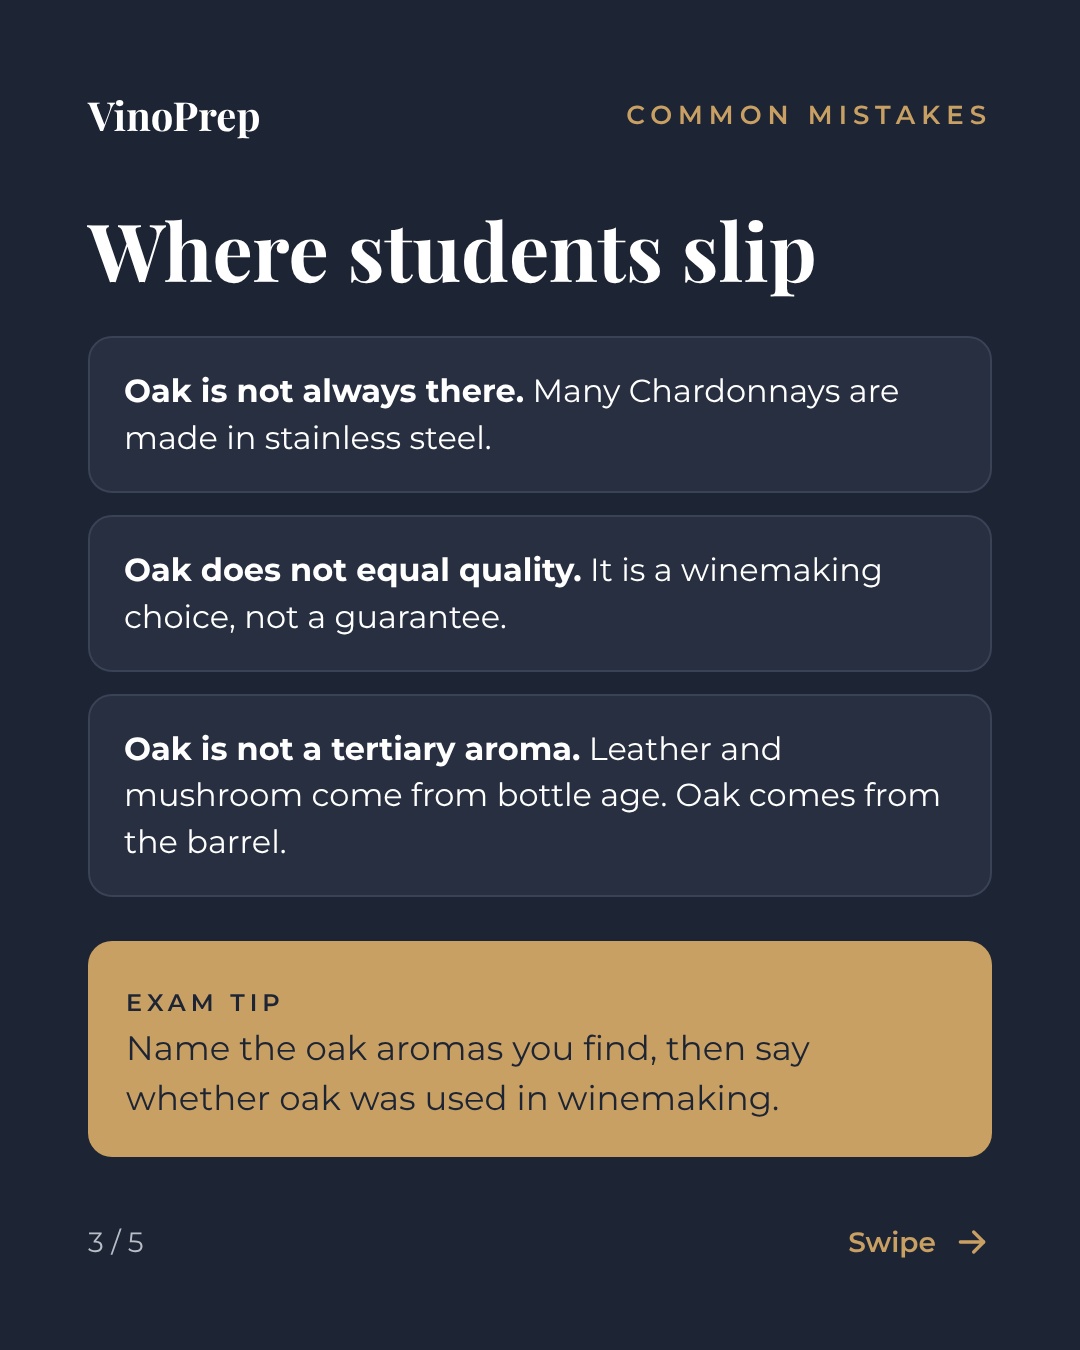 VinoPrep
COMMON MISTAKES
Where students slip
Oak is not always there. Many Chardonnays are
made in stainless steel.
Oak does not equal quality. It is a winemaking
choice, not a guarantee.
Oak is not a tertiary aroma. Leather and
mushroom come from bottle age. Oak comes from
the barrel.
EXAM TIP
Name the oak aromas you find, then say
whether oak was used in winemaking.
3 / 5
Swipe →